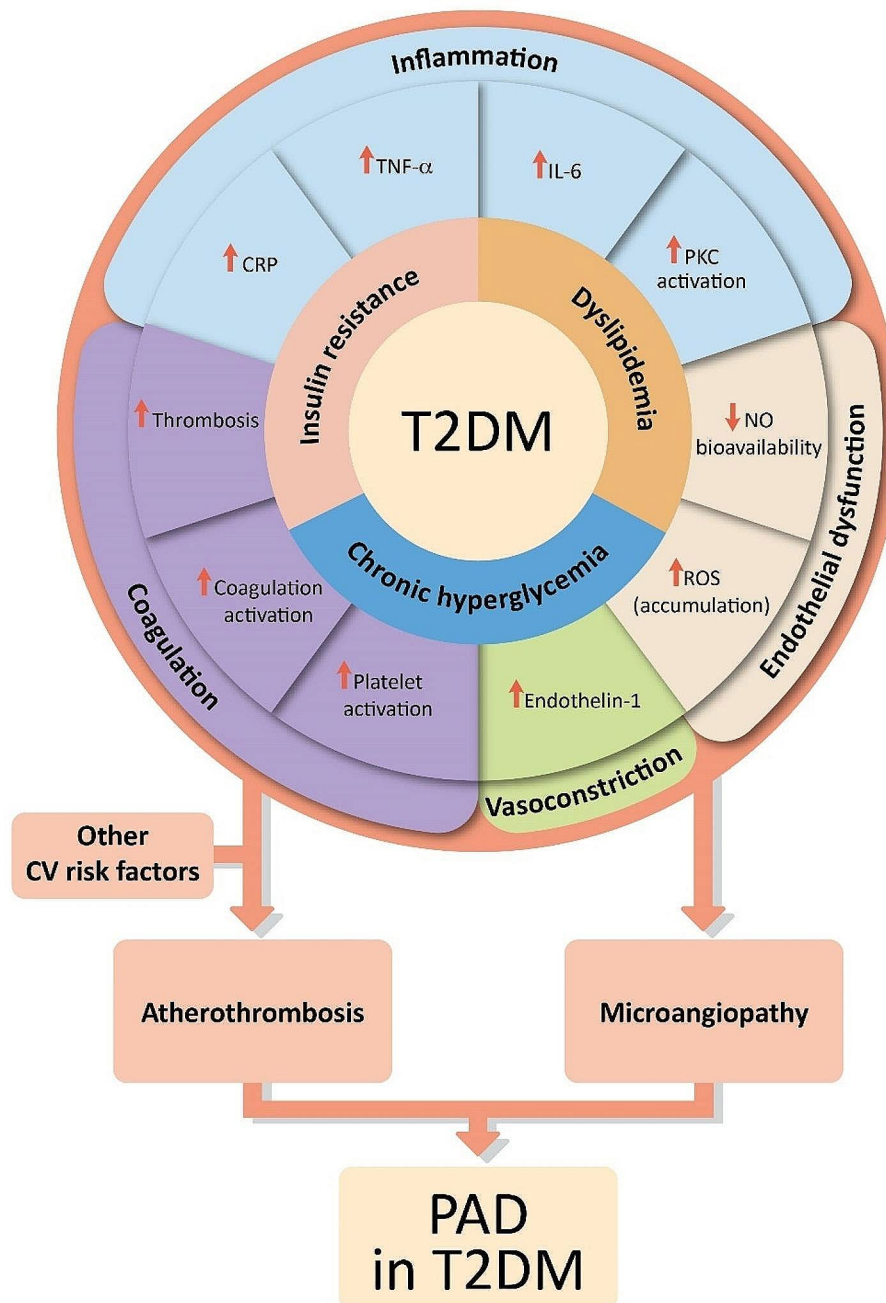 Inflammation
↑TNF-α
↑IL-6
↑CRP
↑PKC
activation
Insulin resistance
Dyslipidemia
T2DM
Chronic hyperglycemia
↑Thrombosis
↓NO
bioavailability
↑Coagulation
activation
↑ROS
(accumulation)
Endothelial dysfunction
Coagulation
↑Platelet
activation
↑Endothelin-1
Vasoconstriction
Other
CV risk factors
Atherothrombosis
Microangiopathy
PAD
in T2DM